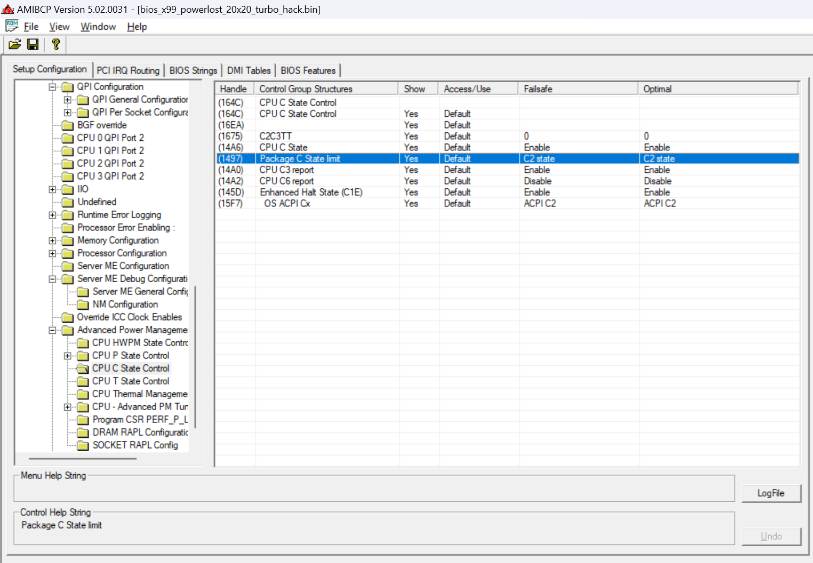 AMIBCP Version 5.02.0031 - [bios_x99_powerlost_20x20_turbo_hack.bin]
File View Window Help
Setup Configuration PCI IRQ Routing BIOS Strings DMI Tables BIOS Features
QPI Configuration
QPI General Configuration
QPI Per Socket Configura
BGF override
CPU 0 QPI Port 2
CPU 1 QPI Port 2
CPU 2 QPI Port 2
CPU 3 QPI Port 2
IIO
Undefined
Runtime Error Logging
Processor Error Enabling :
Memory Configuration
Processor Configuration
Server ME Configuration
Server ME Debug Configurati
Server ME General Config
NM Configuration
Override ICC Clock Enables
Advanced Power Manageme
CPU HWPM State Contro
CPU P State Control
CPU C State Control
CPU T State Control
CPU Thermal Manageme
CPU - Advanced PM Tun
Program CSR PERF_P_L
DRAM RAPL Configuratio
SOCKET RAPL Config
Handle Control Group Structures Show Access/Use Failsafe Optimal
(164C) CPU C State Control
(164C) CPU C State Control Yes Default
(16EA) Yes Default
(1675) C2C3TT Yes Default 0 0
(14A6) CPU C State Yes Default Enable Enable
(1497) Package C State limit Yes Default C2 state C2 state
(14A0) CPU C3 report Yes Default Enable Enable
(14A2) CPU C6 report Yes Default Disable Disable
(145D) Enhanced Halt State (C1E) Yes Default Enable Enable
(15F7) OS ACPI Cx Yes Default ACPI C2 ACPI C2
Menu Help String
LogFile
Control Help String
Package C State limit
Undo